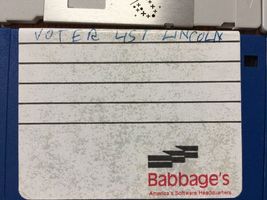 VOTER LIST LINCOLN
Babbage's
America's Software Headquarters